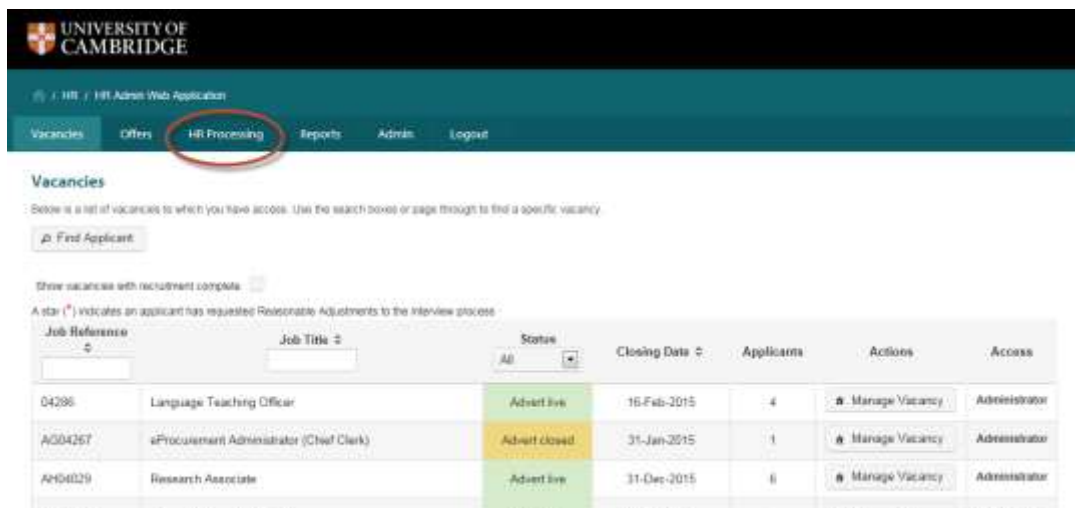 UNIVERSITY OF
CAMBRIDGE
/ HR / HR Admin Web Application
Vacancies Offers HR Processing Reports Admin Logout
Vacancies
Below is a list of vacancies to which you have access. Use the search boxes or page through to find a specific vacancy.
Find Applicant
Show vacancies with recruitment complete
A star (*) indicates an applicant has requested Reasonable Adjustments to the Interview process
Job Reference Job Title Status Closing Date Applicants Actions Access
All
04286 Language Teaching Officer Advert live 16-Feb-2015 4 Manage Vacancy Administrator
AG04267 eProcurement Administrator (Chief Clerk) Advert closed 31-Jan-2015 1 Manage Vacancy Administrator
AH04029 Research Associate Advert live 31-Dec-2015 6 Manage Vacancy Administrator